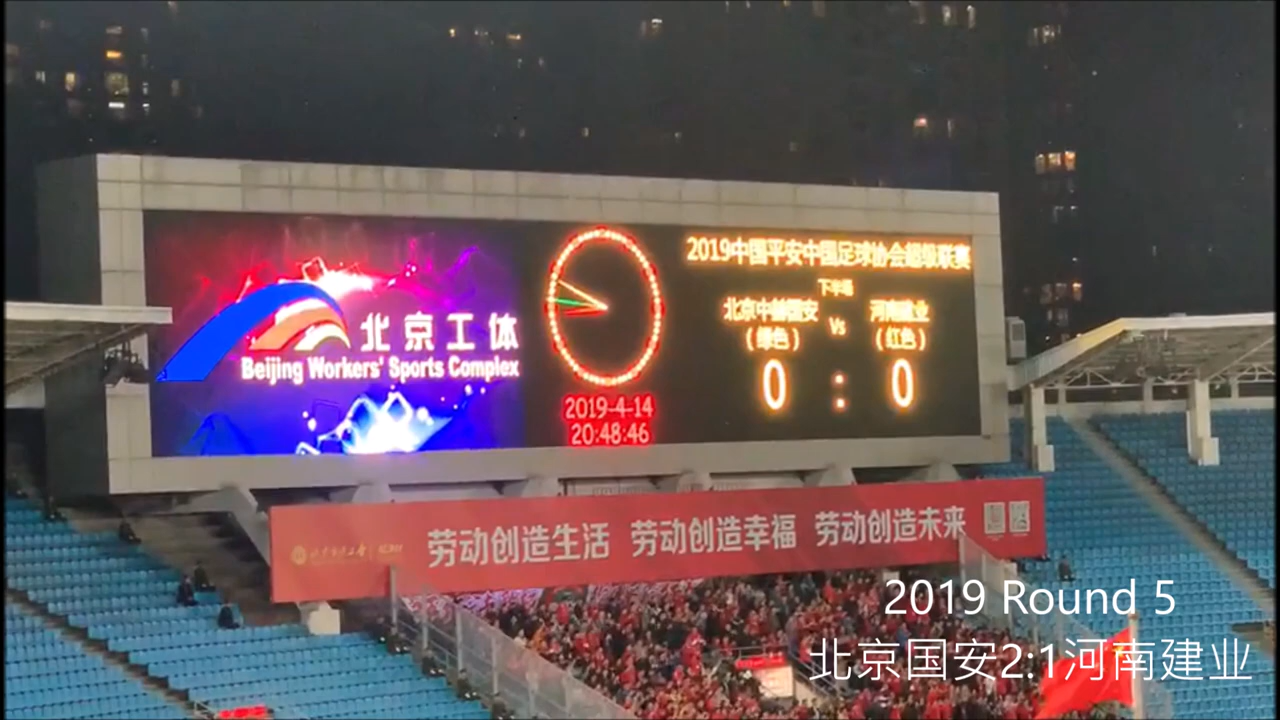 北京工体
Beijing Workers' Sports Complex
2019-4-14
20:48:46
2019中国平安中国足球协会超级联赛
下半场
北京中赫国安 Vs 河南建业
（绿色） （红色）
0 : 0
劳动创造生活 劳动创造幸福 劳动创造未来
2019 Round 5
北京国安2:1河南建业